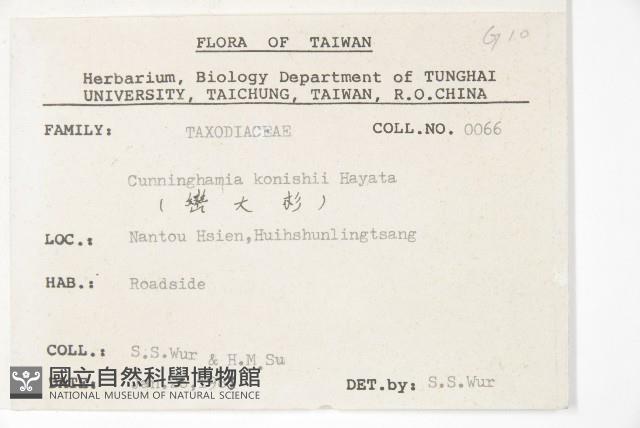 G10
FLORA OF TAIWAN
Herbarium, Biology Department of TUNGHAI
UNIVERSITY, TAICHUNG, TAIWAN, R.O.CHINA
FAMILY: TAXODIACEAE COLL.NO. 0066
Cunninghamia konishii Hayata
(巒大杉)
LOC.: Nantou Hsien,Huihshunlingtsang
HAB.: Roadside
COLL.: S.S.Wur & H.M.Su
DATE: DET.by: S.S.Wur
國立自然科學博物館
NATIONAL MUSEUM OF NATURAL SCIENCE